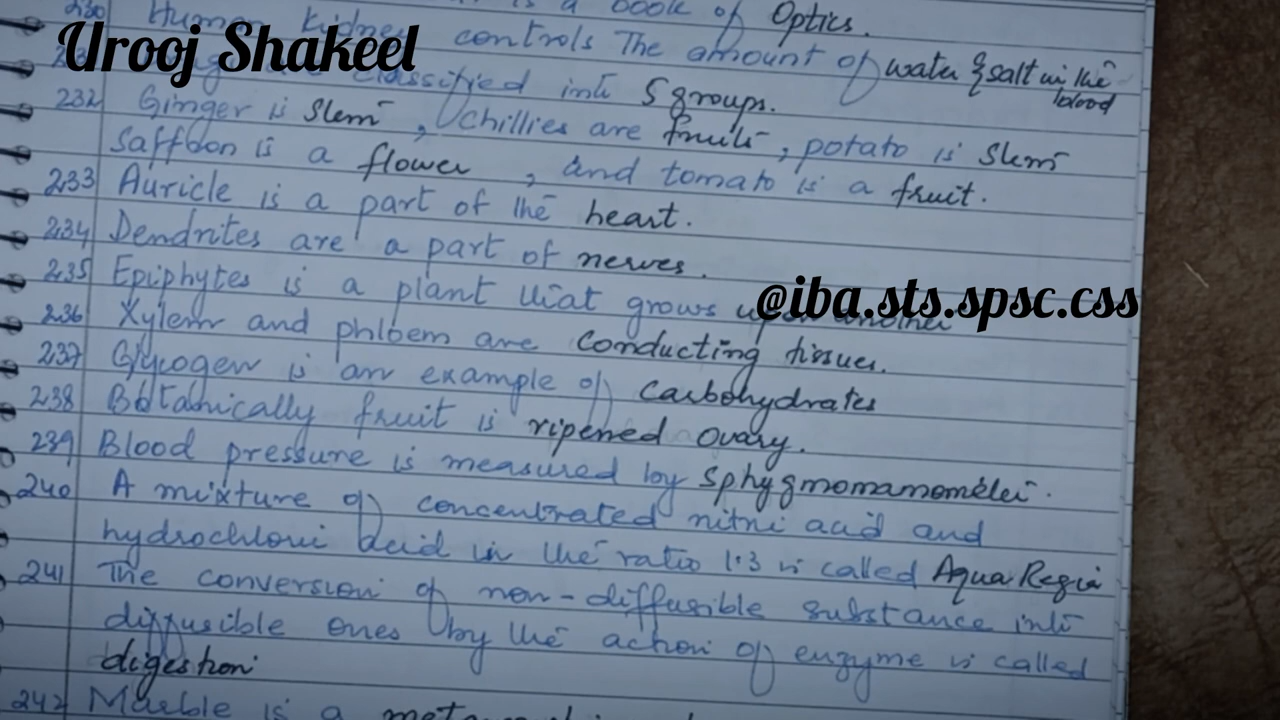 is a book of Optics.
230 Human kidney controls The amount of water & salt in the
blood
Urooj Shakeel
classified into 5 groups.
232 Ginger is Stem , Chillies are fruits , potato is Stem
Saffoon is a flower , and tomato is a fruit.
233 Auricle is a part of the heart.
234 Dendrites are a part of nerves.
235 Epiphytes is a plant that grows upon another
@iba.sts.spsc.css
236 Xylem and phloem are Conducting tissues.
237 Glycogen is an example of Carbohydrates
238 Botanically fruit is ripened Ovary.
239 Blood pressure is measured by Sphygmomamometer.
240 A mixture of concentrated nitric acid and
hydrochloric acid in the ratio 1:3 is called Aqua Regia
241 The conversion of non-diffusible substance into
diffusible ones by the action of enzyme is called
digestion
242 Marble is a